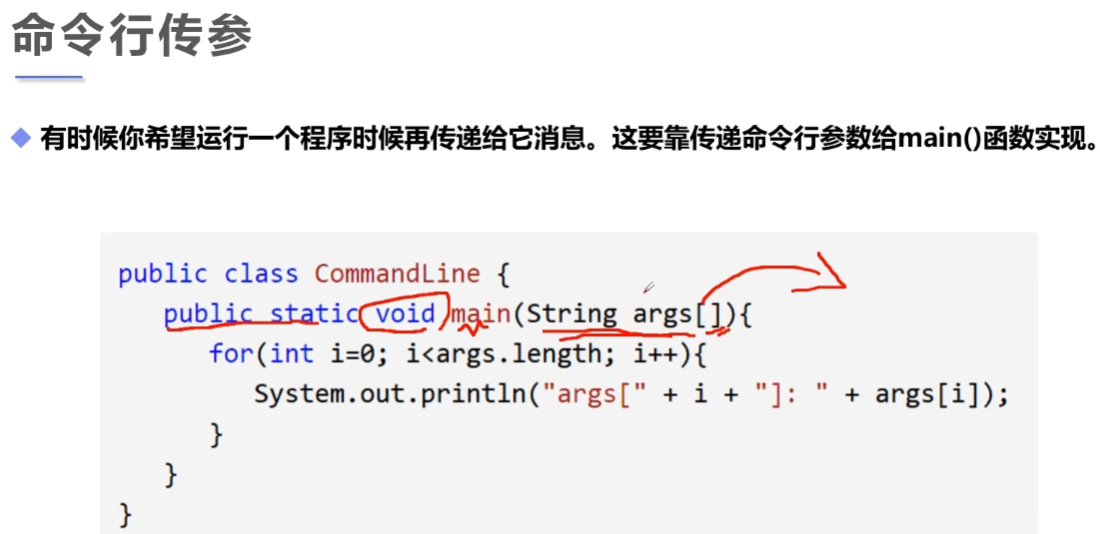 命令行传参
有时候你希望运行一个程序时候再传递给它消息。这要靠传递命令行参数给main()函数实现。
public class CommandLine {
public static void main(String args[]){
for(int i=0; i<args.length; i++){
System.out.println("args[" + i + "]: " + args[i]);
}
}
}